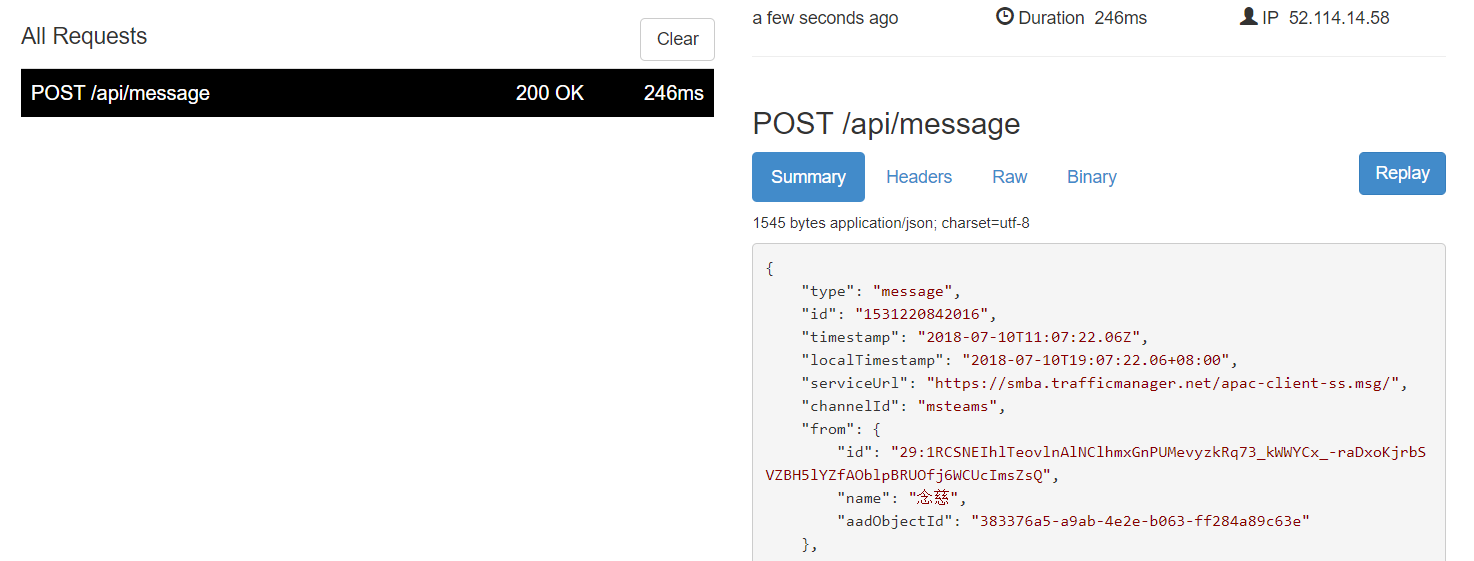 All Requests
Clear
POST /api/message 200 OK 246ms
a few seconds ago Duration 246ms IP 52.114.14.58
POST /api/message
Summary Headers Raw Binary Replay
1545 bytes application/json; charset=utf-8
{
"type": "message",
"id": "1531220842016",
"timestamp": "2018-07-10T11:07:22.06Z",
"localTimestamp": "2018-07-10T19:07:22.06+08:00",
"serviceUrl": "https://smba.trafficmanager.net/apac-client-ss.msg/",
"channelId": "msteams",
"from": {
"id": "29:1RCSNEIhlTeovlnAlNClhmxGnPUMevyzkRq73_kWWYCx_-raDxoKjrbS
VZBH5lYZfAOblpBRUOfj6WCUcImsZsQ",
"name": "念慈",
"aadObjectId": "383376a5-a9ab-4e2e-b063-ff284a89c63e"
},